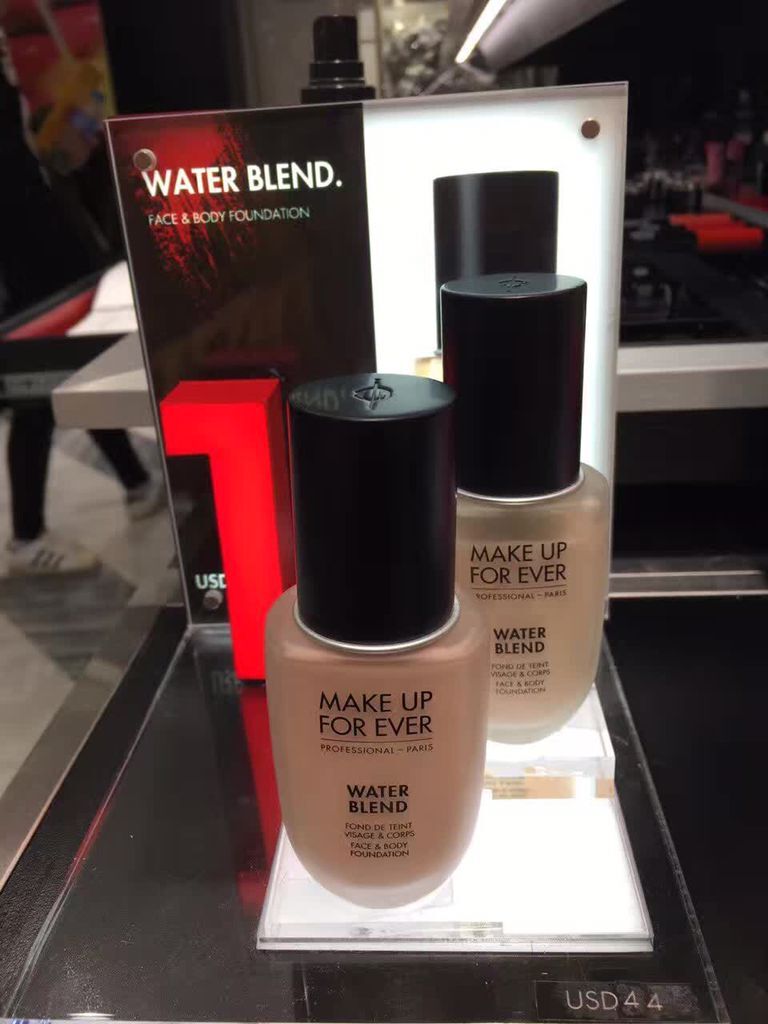 WATER BLEND.
FACE & BODY FOUNDATION
1
USD
MAKE UP
FOR EVER
PROFESSIONAL – PARIS
WATER
BLEND
FOND DE TEINT
VISAGE & CORPS
FACE & BODY
FOUNDATION
MAKE UP
FOR EVER
PROFESSIONAL – PARIS
WATER
BLEND
FOND DE TEINT
VISAGE & CORPS
FACE & BODY
FOUNDATION
USD44